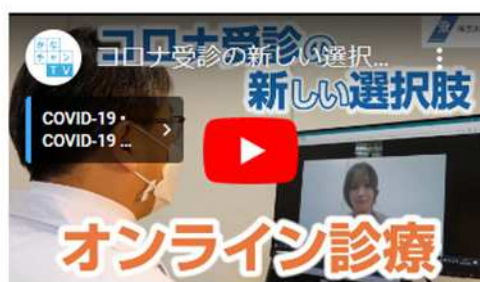 かな
チャン
TV
コロナ受診の新しい選択...
コロナ受診の
新しい選択肢
COVID-19 •
COVID-19 ...
オンライン診療